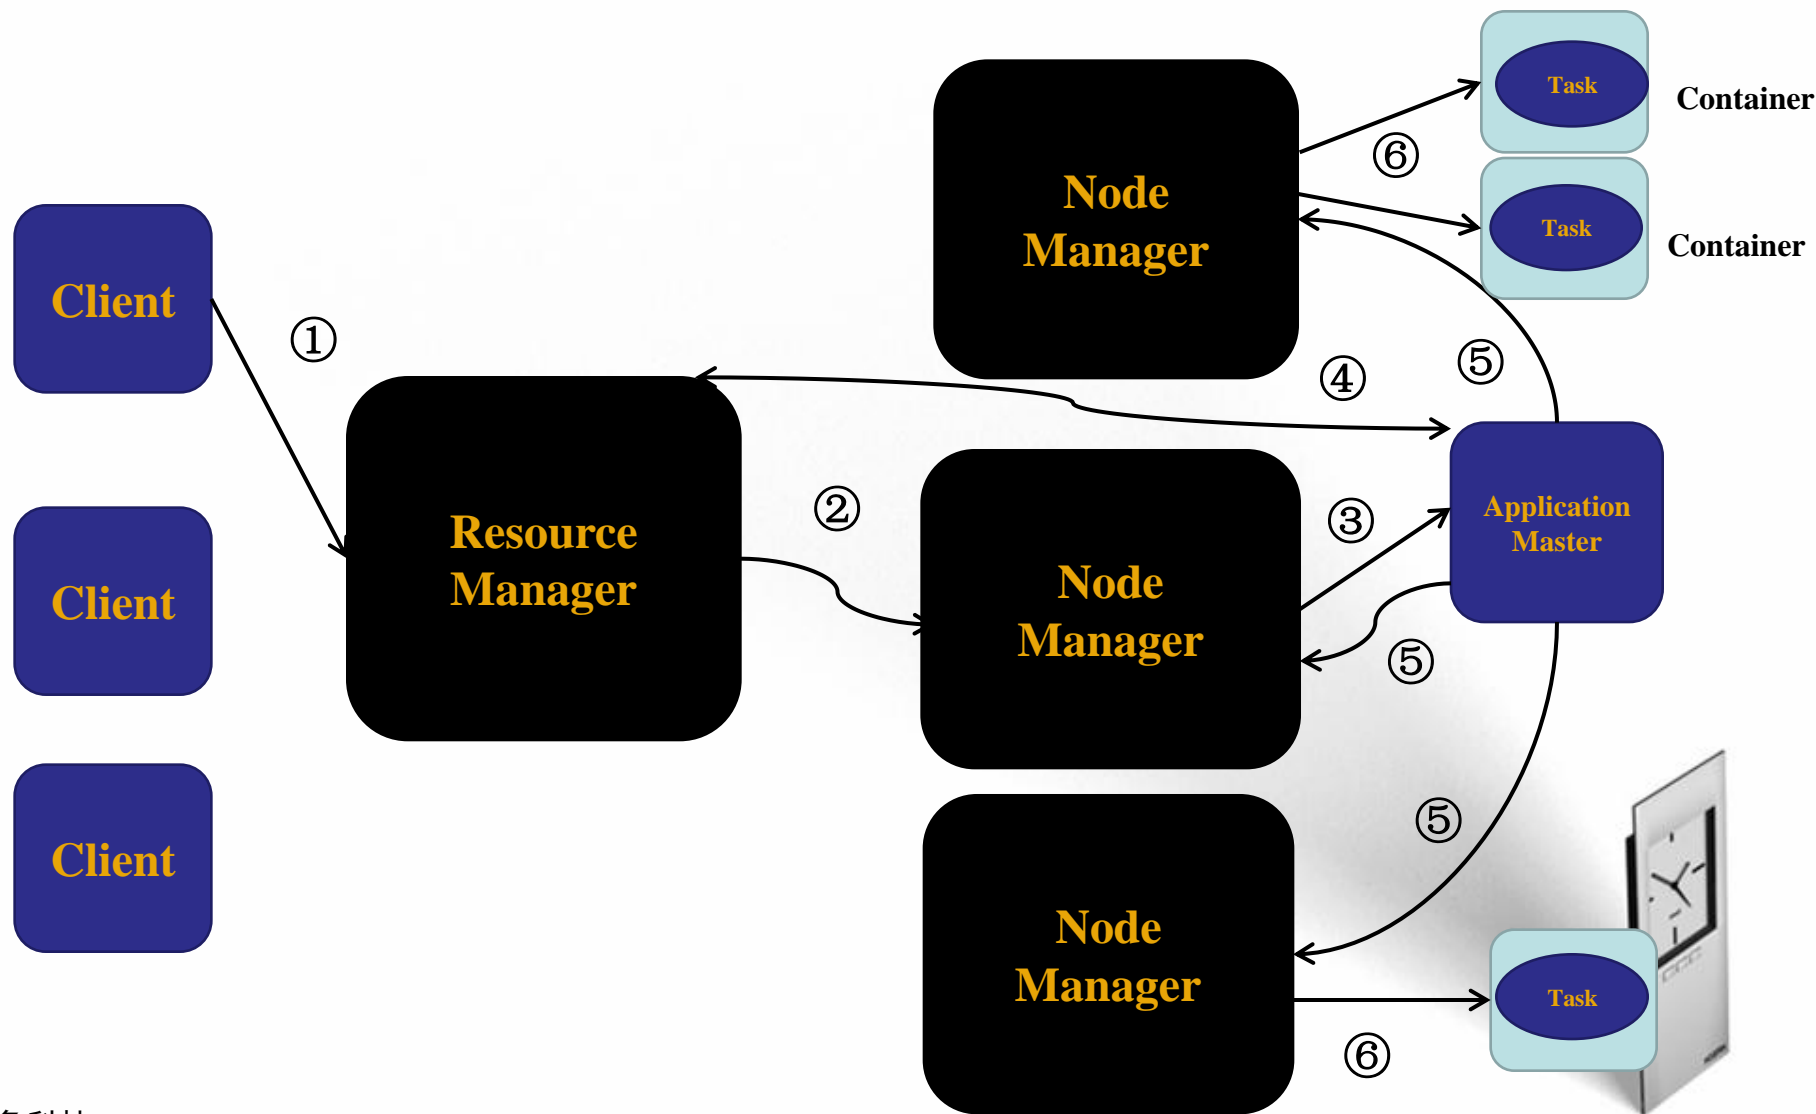 Task
Container
Node
Manager
⑥
Task
Container
Client
①
④
⑤
Resource
Manager
②
③
Application
Master
Node
Manager
⑤
Client
Client
⑤
Node
Manager
Task
⑥